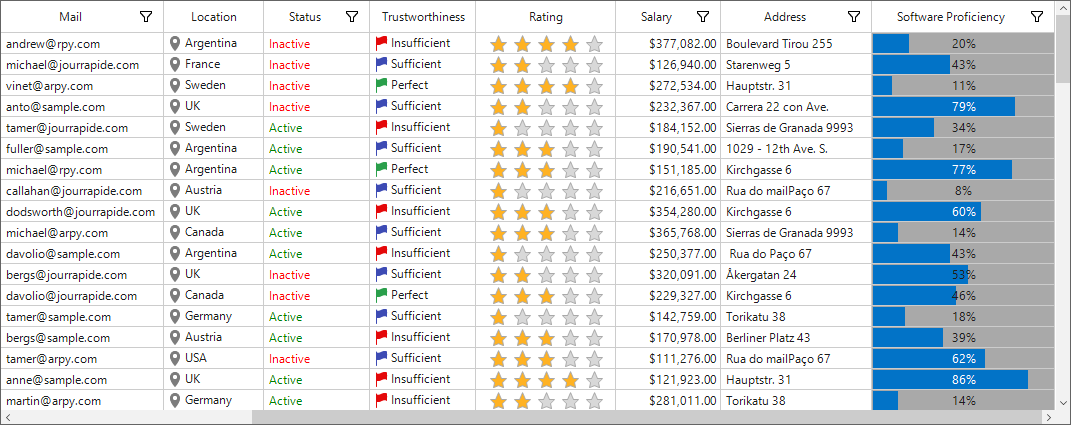 Mail Location Status Trustworthiness Rating Salary Address Software Proficiency
andrew@rpy.com Argentina Inactive Insufficient $377,082.00 Boulevard Tirou 255 20%
michael@jourrapide.com France Inactive Sufficient $126,940.00 Starenweg 5 43%
vinet@arpy.com Sweden Inactive Perfect $272,534.00 Hauptstr. 31 11%
anto@sample.com UK Inactive Sufficient $232,367.00 Carrera 22 con Ave. 79%
tamer@jourrapide.com Sweden Active Insufficient $184,152.00 Sierras de Granada 9993 34%
fuller@sample.com Argentina Active Sufficient $190,541.00 1029 - 12th Ave. S. 17%
michael@rpy.com Argentina Active Perfect $151,185.00 Kirchgasse 6 77%
callahan@jourrapide.com Austria Inactive Sufficient $216,651.00 Rua do mailPaço 67 8%
dodsworth@jourrapide.com UK Active Insufficient $354,280.00 Kirchgasse 6 60%
michael@arpy.com Canada Active Sufficient $365,768.00 Sierras de Granada 9993 14%
davolio@sample.com Argentina Active Insufficient $250,377.00 Rua do Paço 67 43%
bergs@jourrapide.com UK Inactive Sufficient $320,091.00 Åkergatan 24 53%
davolio@jourrapide.com Canada Inactive Perfect $229,327.00 Kirchgasse 6 46%
tamer@sample.com Germany Active Sufficient $142,759.00 Torikatu 38 18%
bergs@sample.com Austria Active Insufficient $170,978.00 Berliner Platz 43 39%
tamer@arpy.com USA Inactive Sufficient $111,276.00 Rua do mailPaço 67 62%
anne@sample.com UK Active Insufficient $121,923.00 Hauptstr. 31 86%
martin@arpy.com Germany Active Insufficient $281,011.00 Torikatu 38 14%